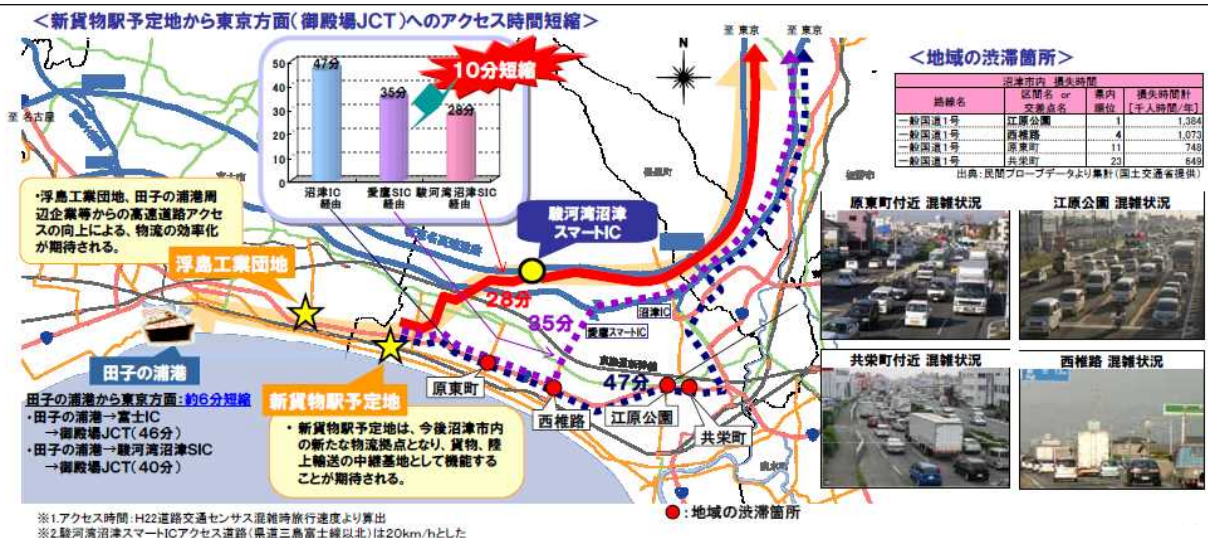 ＜新貨物駅予定地から東京方面（御殿場JCT）へのアクセス時間短縮＞
50
40
30
20
10
0
47分
35分
28分
10分短縮
沼津IC
経由
愛鷹SIC
経由
駿河湾沼津SIC
経由
N
至 東京
至 東京
至 名古屋
・浮島工業団地、田子の浦港周
辺企業等からの高速道路アクセ
スの向上による、物流の効率化
が期待される。
浮島工業団地
駿河湾沼津
スマートIC
28分
35分
47分
沼津IC
愛鷹スマートIC
東海道新幹線
原東町
西椎路
江原公園
共栄町
田子の浦港
田子の浦港から東京方面：約6分短縮
・田子の浦港→富士IC
→御殿場JCT（46分）
・田子の浦港→駿河湾沼津SIC
→御殿場JCT（40分）
新貨物駅予定地
・ 新貨物駅予定地は、今後沼津市内
の新たな物流拠点となり、貨物、陸
上輸送の中継基地として機能する
ことが期待される。
●：地域の渋滞箇所
※1.アクセス時間：H22道路交通センサス混雑時旅行速度より算出
※2.駿河湾沼津スマートICアクセス道路（県道三島富士線以北）は20km/hとした
＜地域の渋滞箇所＞
沼津市内 損失時間
路線名 区間名 or 交差点名 県内順位 損失時間計［千人時間/年］
一般国道1号 江原公園 1 1,384
一般国道1号 西椎路 4 1,073
一般国道1号 原東町 11 748
一般国道1号 共栄町 23 649
出典：民間プローブデータより集計（国土交通省提供）
原東町付近 混雑状況
江原公園 混雑状況
共栄町付近 混雑状況
西椎路 混雑状況